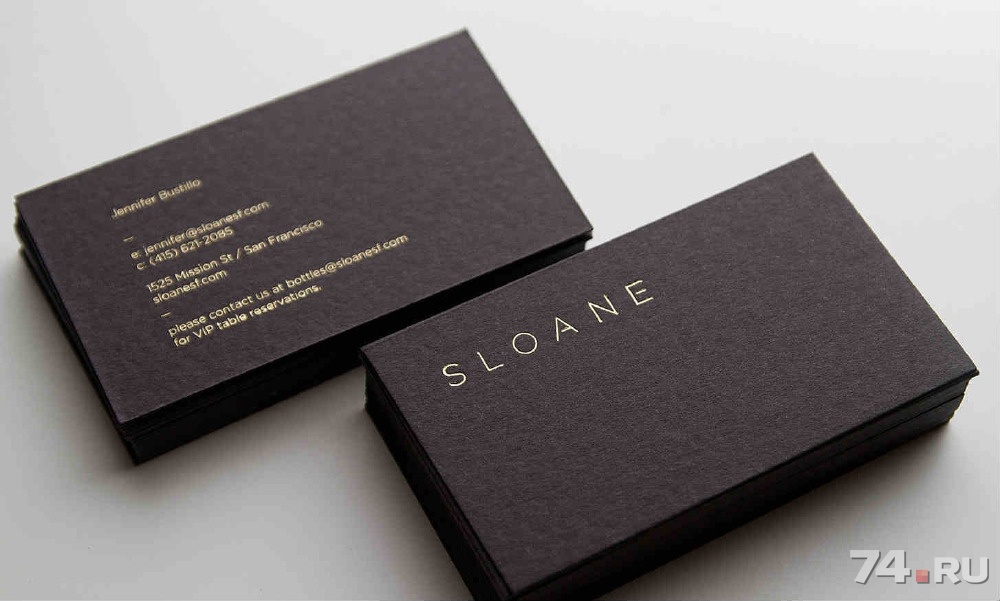 Jennifer Bustillo
—
e: jennifer@sloanesf.com
c: (415) 621-2085
1525 Mission St / San Francisco
sloanesf.com
—
please contact us at bottles@sloanesf.com
for VIP table reservations.
SLOANE
74.RU